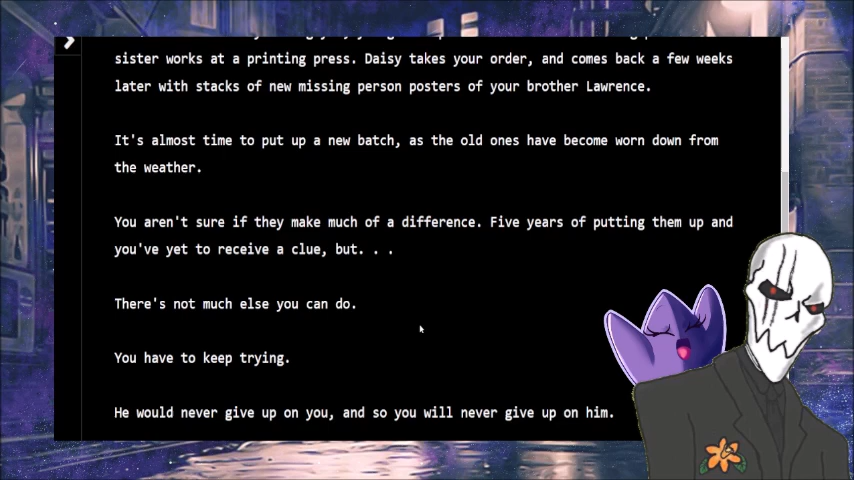 sister works at a printing press. Daisy takes your order, and comes back a few weeks
later with stacks of new missing person posters of your brother Lawrence.
It's almost time to put up a new batch, as the old ones have become worn down from
the weather.
You aren't sure if they make much of a difference. Five years of putting them up and
you've yet to receive a clue, but. . .
There's not much else you can do.
You have to keep trying.
He would never give up on you, and so you will never give up on him.